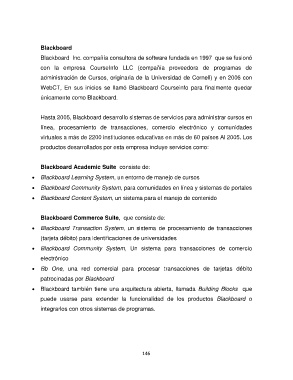 Blackboard
Blackboard Inc. compañía consultora de software fundada en 1997 que se fusionó
con la empresa CourseInfo LLC (compañía proveedora de programas de
administración de Cursos, originaria de la Universidad de Cornell) y en 2006 con
WebCT, En sus inicios se llamó Blackboard CourseInfo para finalmente quedar
únicamente como Blackboard.
Hasta 2005, Blackboard desarrollo sistemas de servicios para administrar cursos en
línea, procesamiento de transacciones, comercio electrónico y comunidades
virtuales a más de 2200 instituciones educativas en más de 60 países Al 2005. Los
productos desarrollados por esta empresa incluye servicios como:
Blackboard Academic Suite consiste de:
• Blackboard Learning System, un entorno de manejo de cursos
• Blackboard Community System, para comunidades en línea y sistemas de portales
• Blackboard Content System, un sistema para el manejo de contenido
Blackboard Commerce Suite, que consiste de:
• Blackboard Transaction System, un sistema de procesamiento de transacciones
(tarjeta débito) para identificaciones de universidades
• Blackboard Community System, Un sistema para transacciones de comercio
electrónico
• Bb One, una red comercial para procesar transacciones de tarjetas débito
patrocinadas por Blackboard
• Blackboard también tiene una arquitectura abierta, llamada Building Blocks que
puede usarse para extender la funcionalidad de los productos Blackboard o
integrarlos con otros sistemas de programas.
146